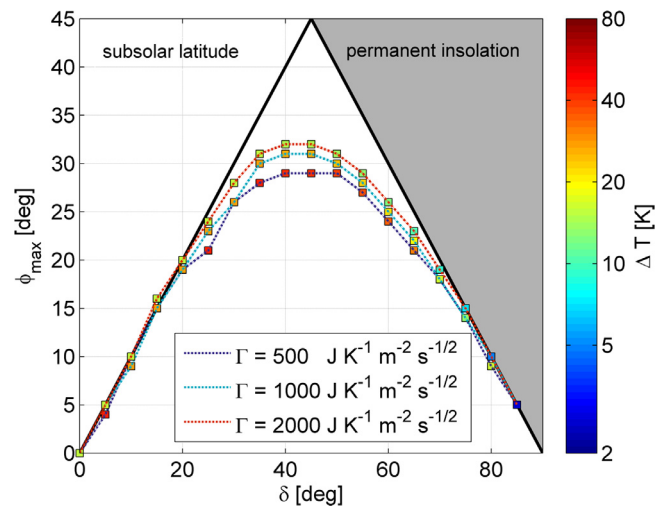 subsolar latitude
permanent insolation
45
40
35
30
25
20
15
10
5
0
ϕmax [deg]
Γ = 500 J K⁻¹ m⁻² s⁻¹/²
Γ = 1000 J K⁻¹ m⁻² s⁻¹/²
Γ = 2000 J K⁻¹ m⁻² s⁻¹/²
0 20 40 60 80
δ [deg]
80
40
20
10
5
2
Δ T [K]